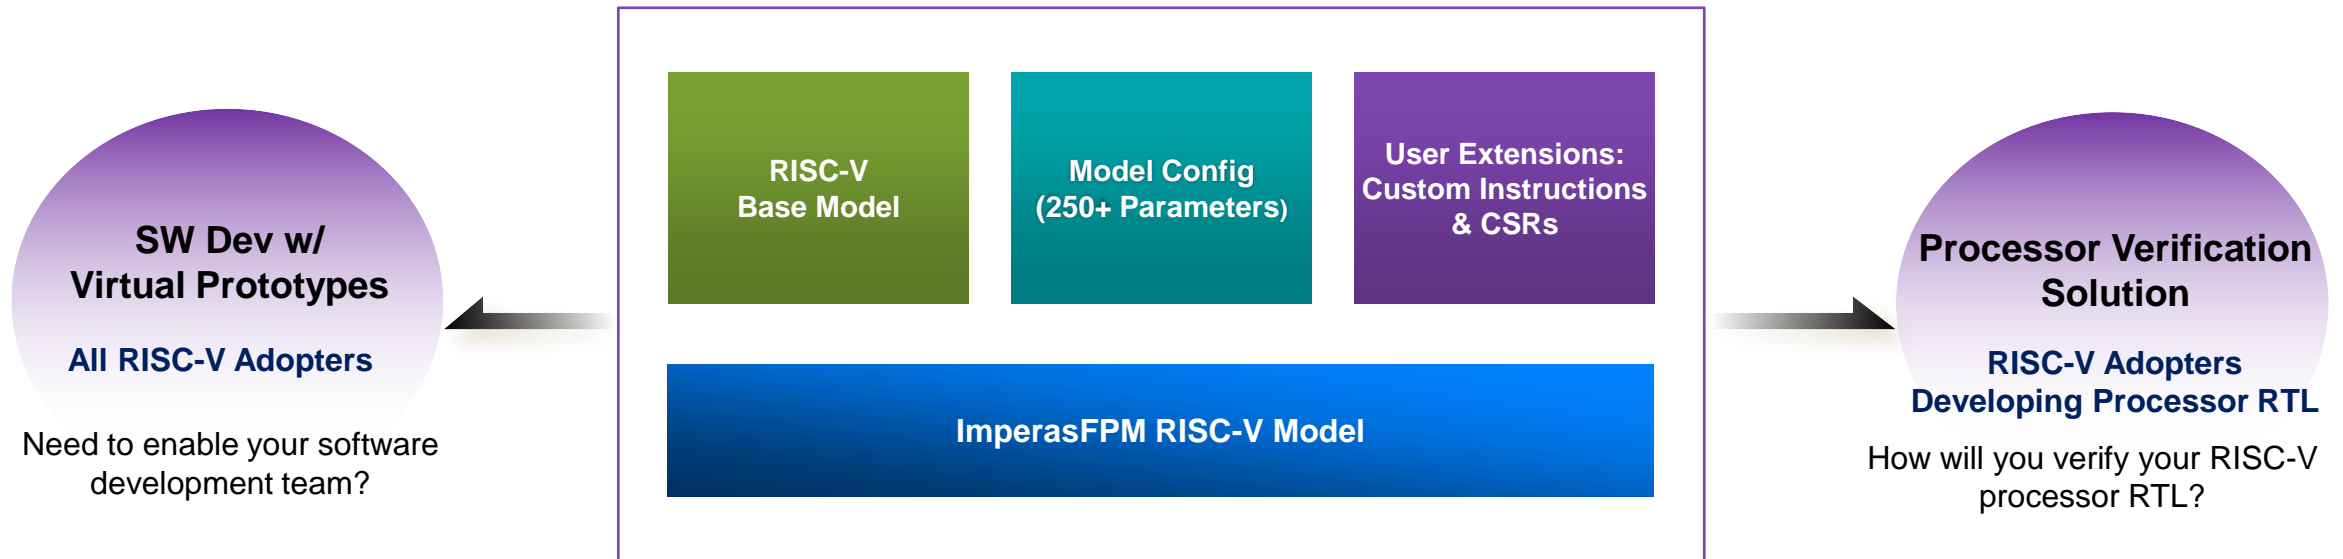 SW Dev w/
Virtual Prototypes
All RISC-V Adopters
Need to enable your software
development team?
RISC-V
Base Model
Model Config
(250+ Parameters)
User Extensions:
Custom Instructions
& CSRs
ImperasFPM RISC-V Model
Processor Verification
Solution
RISC-V Adopters
Developing Processor RTL
How will you verify your RISC-V
processor RTL?